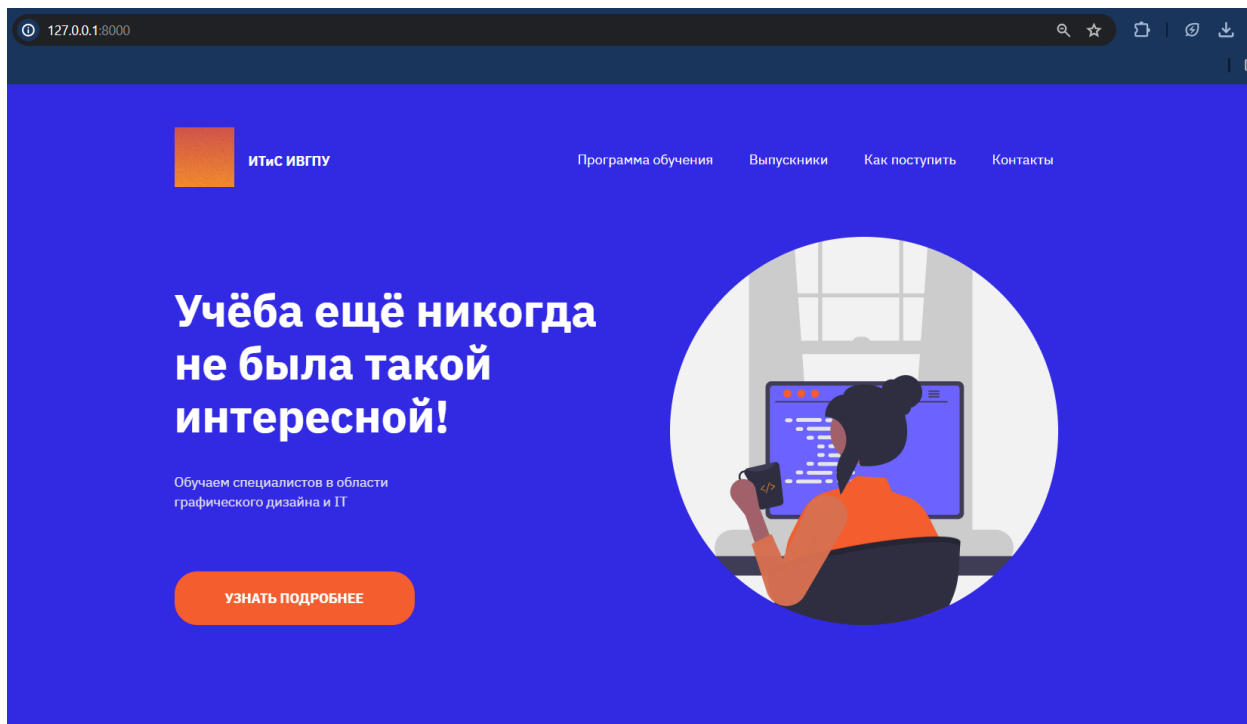 127.0.0.1:8000
ИТиС ИВГПУ
Программа обучения
Выпускники
Как поступить
Контакты
Учёба ещё никогда
не была такой
интересной!
Обучаем специалистов в области
графического дизайна и IT
УЗНАТЬ ПОДРОБНЕЕ